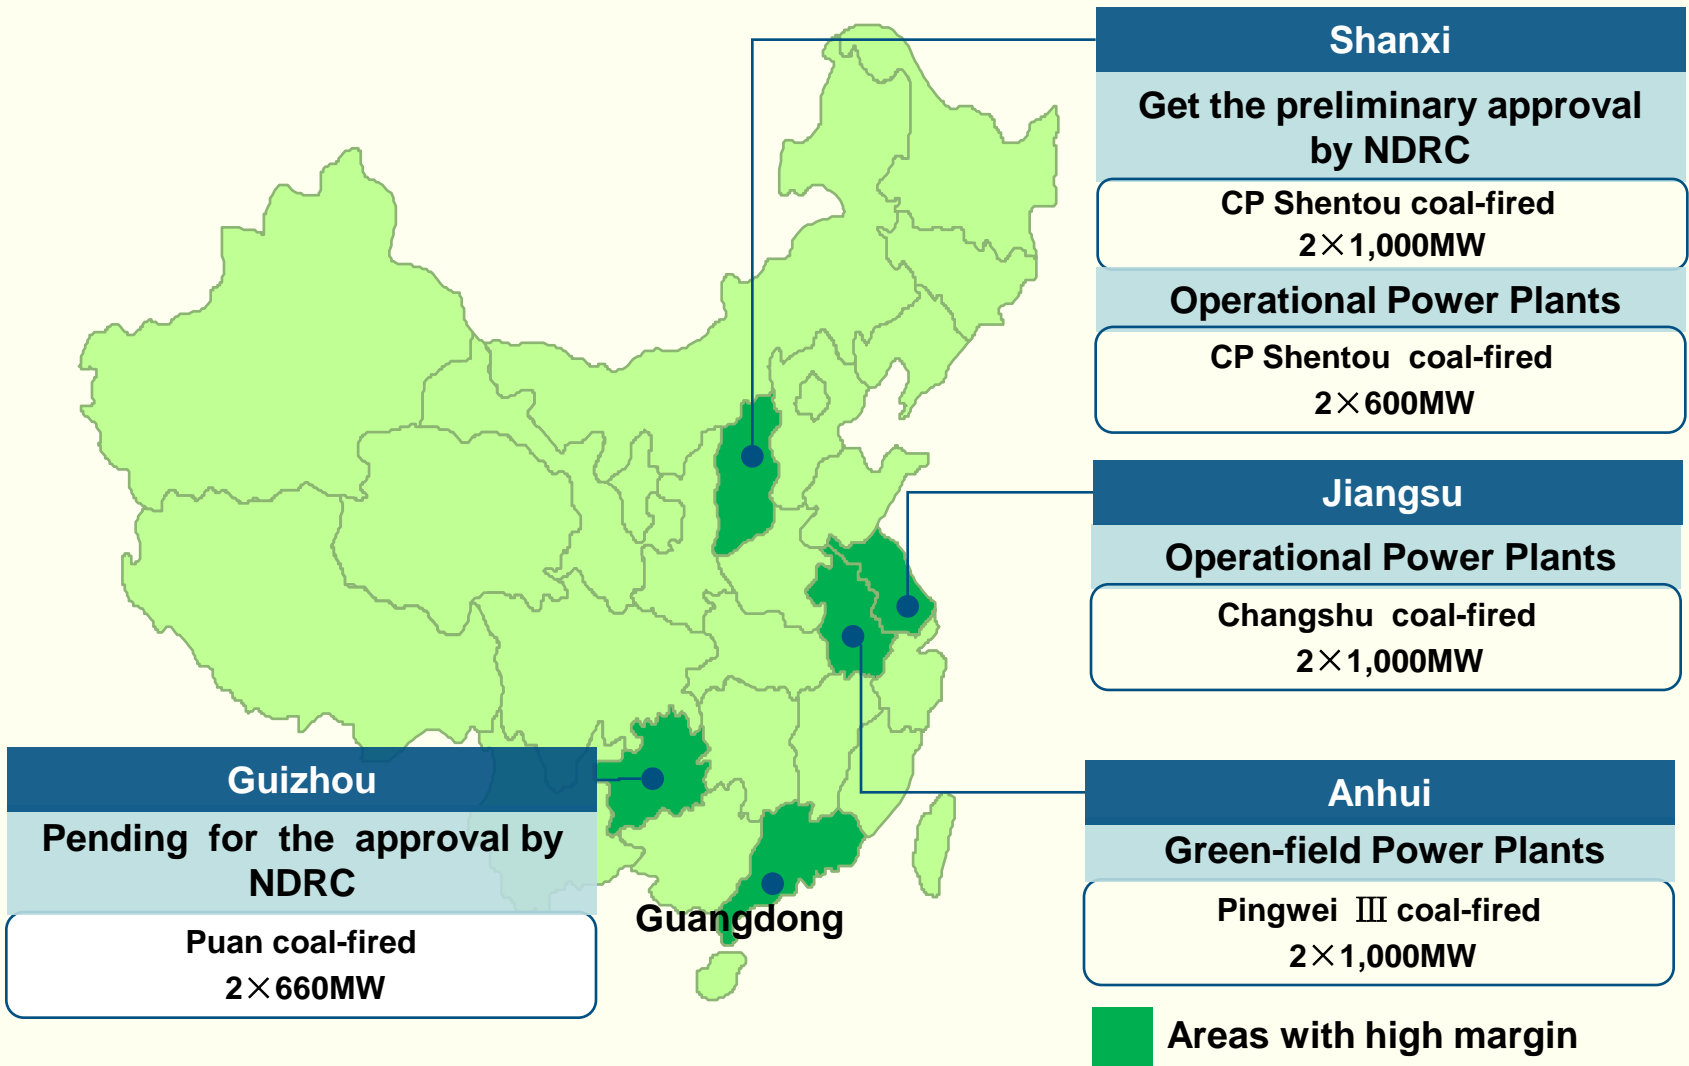 Shanxi
Get the preliminary approval
by NDRC
CP Shentou coal-fired
2×1,000MW
Operational Power Plants
CP Shentou coal-fired
2×600MW
Jiangsu
Operational Power Plants
Changshu coal-fired
2×1,000MW
Guizhou
Pending for the approval by
NDRC
Puan coal-fired
2×660MW
Guangdong
Anhui
Green-field Power Plants
Pingwei Ⅲ coal-fired
2×1,000MW
Areas with high margin